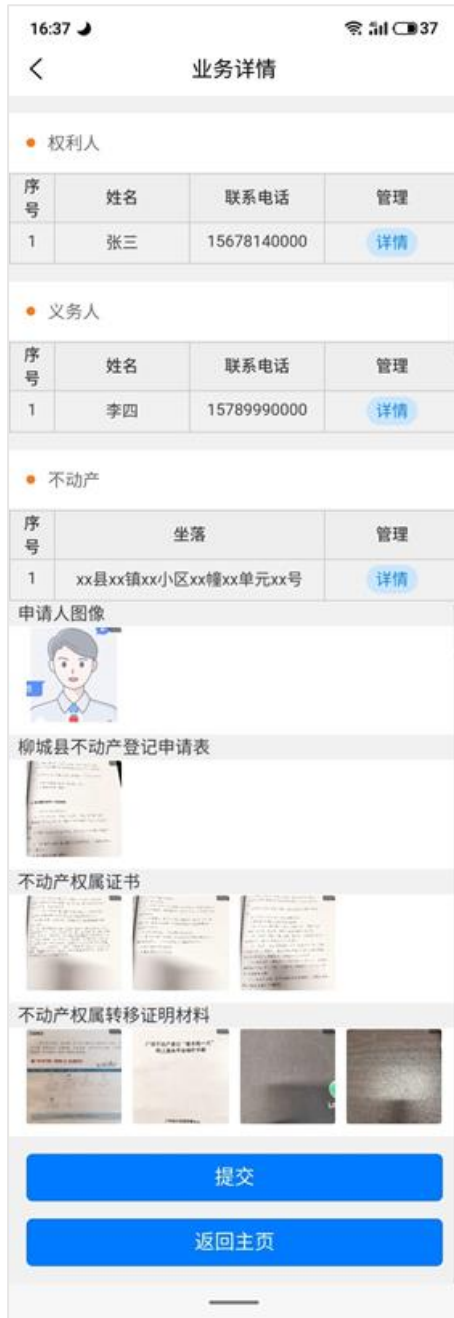 16:37
37
业务详情
权利人
序号 姓名 联系电话 管理
1 张三 15678140000 详情
义务人
序号 姓名 联系电话 管理
1 李四 15789990000 详情
不动产
序号 坐落 管理
1 xx县xx镇xx小区xx幢xx单元xx号 详情
申请人图像
柳城县不动产登记申请表
不动产权属证书
不动产权属转移证明材料
提交
返回主页